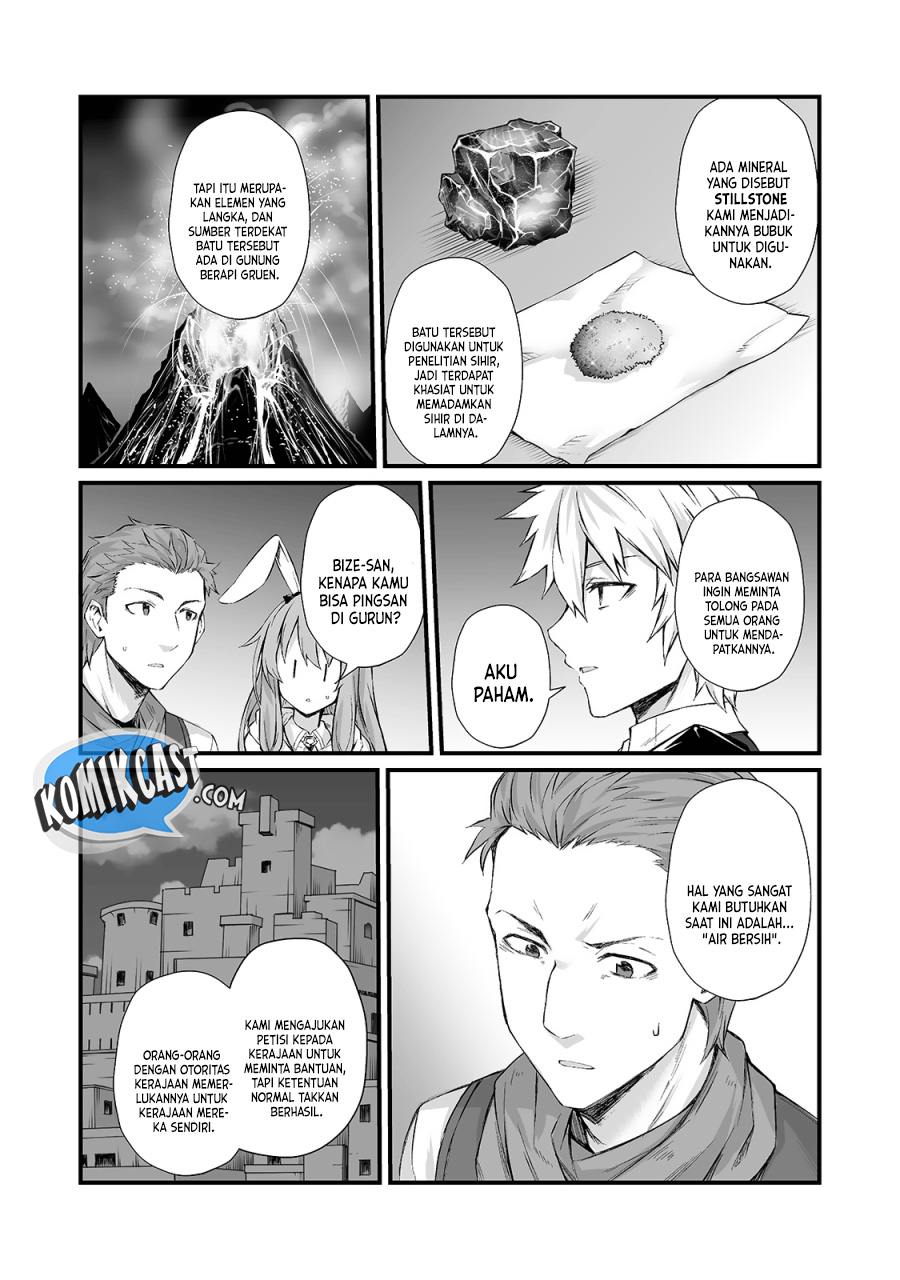 ADA MINERAL
YANG DISEBUT
STILLSTONE
KAMI MENJADI-
KANNYA BUBUK
UNTUK DIGU-
NAKAN.
BATU TERSEBUT
DIGUNAKAN UNTUK
PENELITIAN SIHIR,
JADI TERDAPAT
KHASIAT UNTUK
MEMADAMKAN
SIHIR DI DA-
LAMNYA.
TAPI ITU MERUPA-
KAN ELEMEN YANG
LANGKA, DAN
SUMBER TERDEKAT
BATU TERSEBUT
ADA DI GUNUNG
BERAPI GRUEN.
PARA BANGSAWAN
INGIN MEMINTA
TOLONG PADA
SEMUA ORANG
UNTUK MENDA-
PATKANNYA.
AKU
PAHAM.
BIZE-SAN,
KENAPA KAMU
BISA PINGSAN
DI GURUN?
HAL YANG SANGAT
KAMI BUTUHKAN
SAAT INI ADALAH...
"AIR BERSIH".
KAMI MENGAJUKAN
PETISI KEPADA
KERAJAAN UNTUK
MEMINTA BANTUAN,
TAPI KETENTUAN
NORMAL TAKKAN
BERHASIL.
ORANG-ORANG
DENGAN OTORITAS
KERAJAAN MEMER-
LUKANNYA UNTUK
KERAJAAN MERE-
KA SENDIRI.
KOMIKCAST.COM